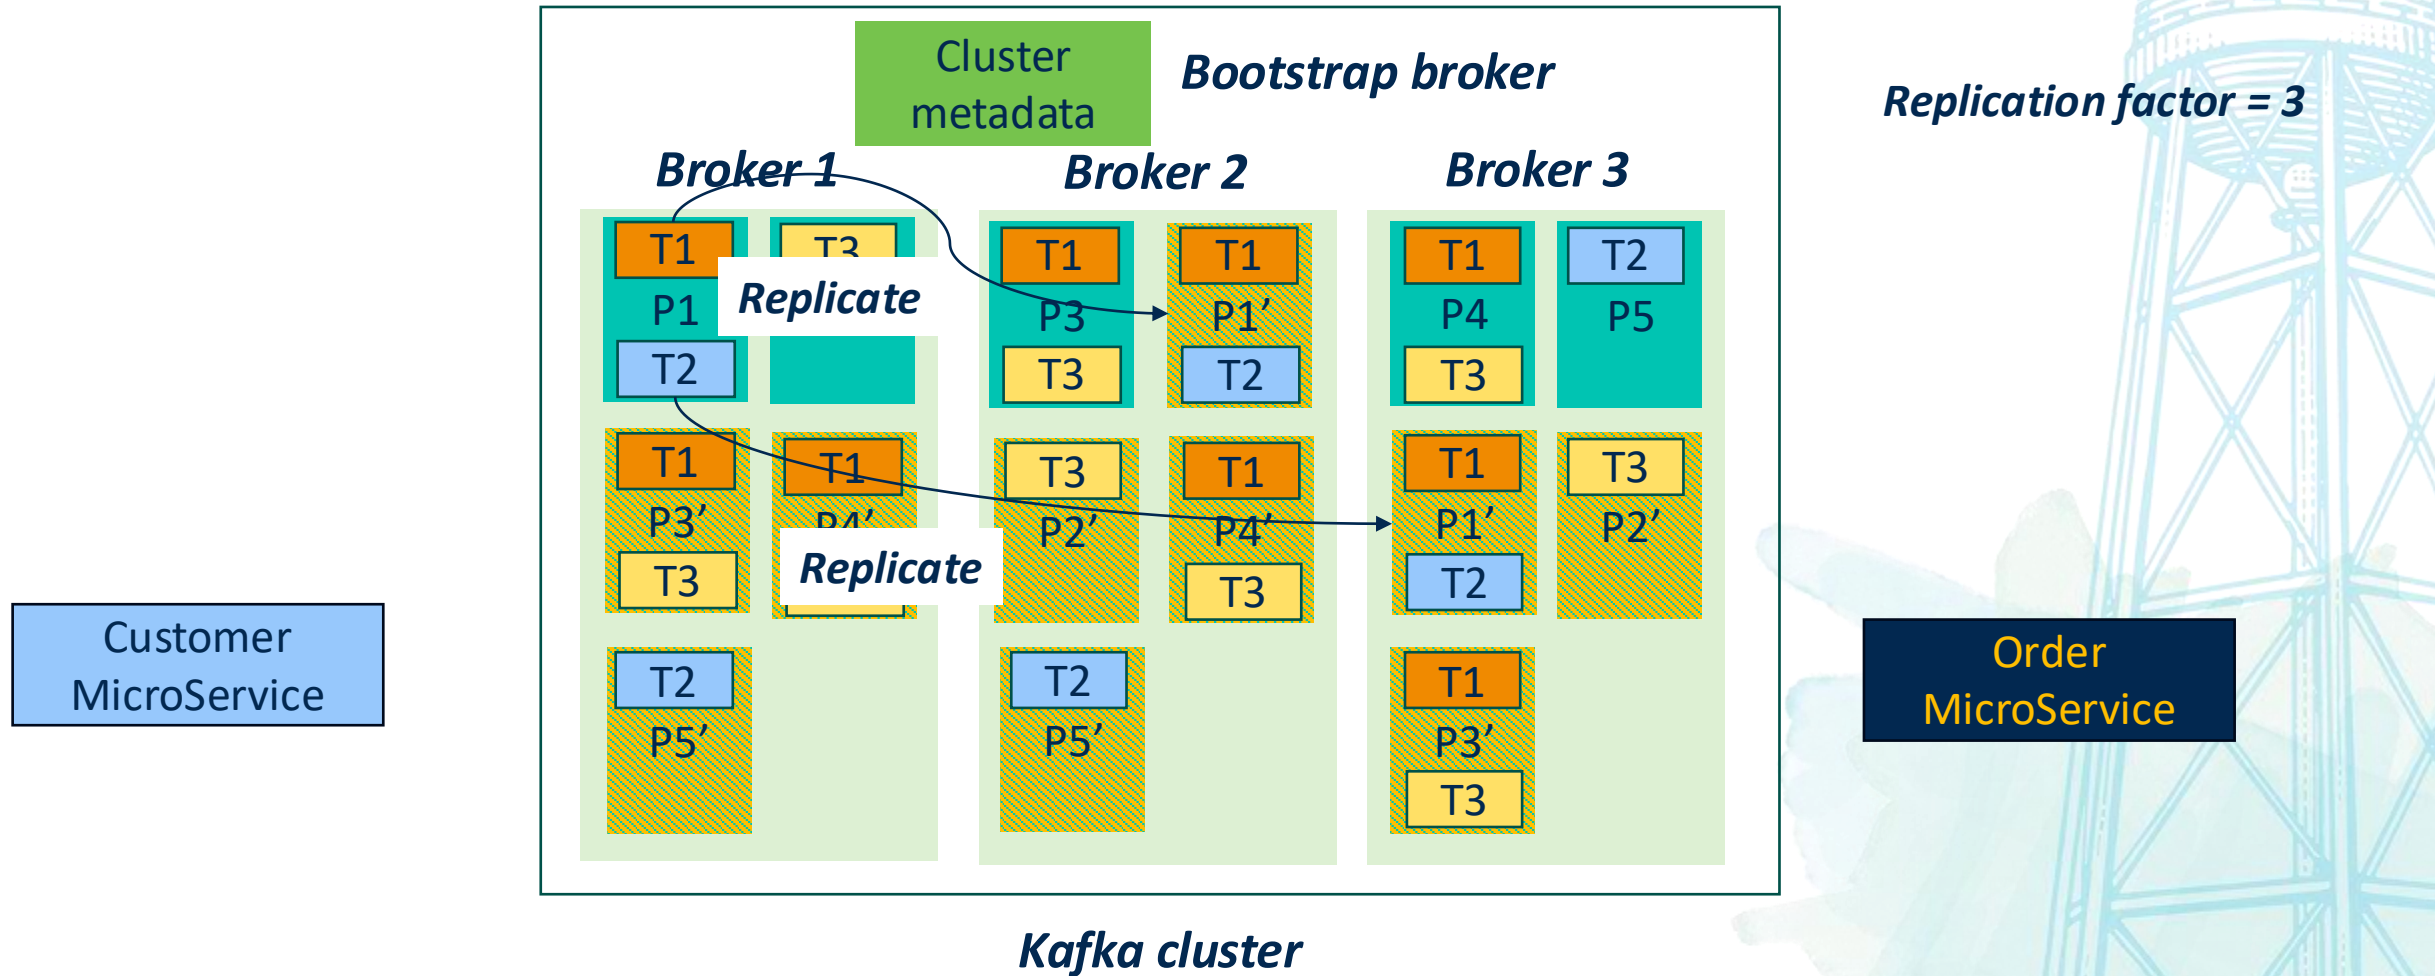 Cluster
metadata
Bootstrap broker
Replication factor = 3
Broker 1
Broker 2
Broker 3
T1
P1
T2
T3
Replicate
T1
P3
T3
T1
P1’
T2
T1
P4
T3
T2
P5
T1
P3’
T3
T1
P4’
Replicate
T3
P2’
T1
P4’
T3
T1
P1’
T2
T3
P2’
T2
P5’
T2
P5’
T1
P3’
T3
Customer
MicroService
Order
MicroService
Kafka cluster